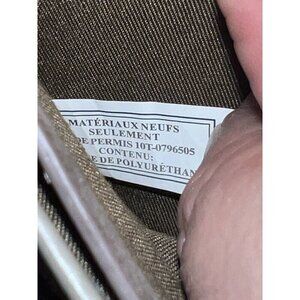 MATÉRIAUX NEUFS
SEULEMENT
DE PERMIS 10T-0796505
CONTENU:
E DE POLYURÉTHAN